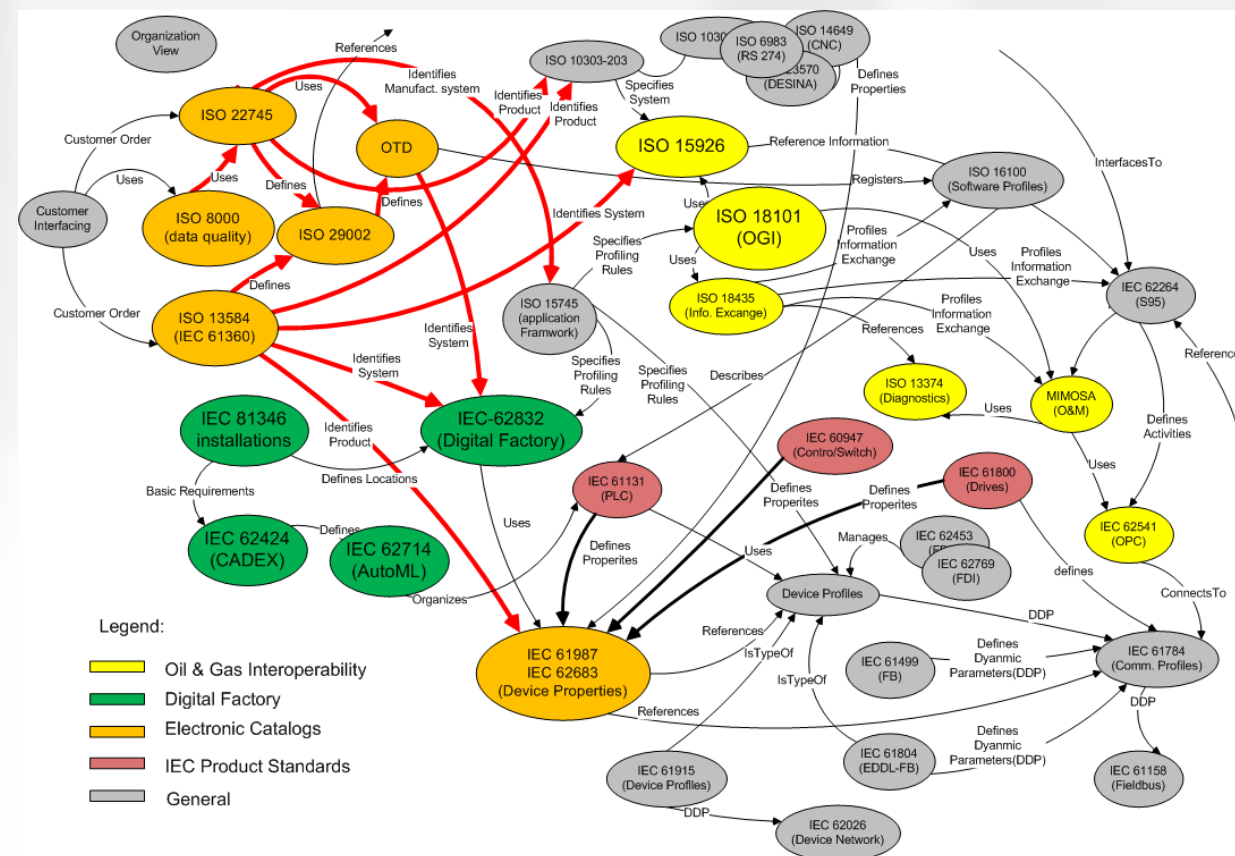 Organization
View
References
Identifies
Manufact. system
ISO 10303-203
ISO 6983
(RS 274)
ISO 14649
(CNC)
(DESINA)
Defines
Properties
Uses
Identifies
Product
Identifies
Product
Specifies
System
ISO 22745
OTD
ISO 15926
Reference Information
InterfacesTo
Customer Order
Uses
Uses
Defines
Defines
Registers
ISO 16100
(Software Profiles)
Customer
Interfacing
ISO 8000
(data quality)
ISO 29002
Identifies System
Uses
ISO 18101
(OGI)
Specifies
Profiling
Rules
Profiles
Information
Exchange
Uses
Uses
Profiles
Information
Exchange
Defines
Customer Order
ISO 13584
(IEC 61360)
ISO 15745
(application
Framwork)
ISO 18435
(Info. Excange)
Profiles
Information
Exchange
IEC 62264
(S95)
Identifies
System
Identifies
System
Specifies
Profiling
Rules
Specifies
Profiling
Rules
References
Reference
Describes
ISO 13374
(Diagnostics)
MIMOSA
(O&M)
Uses
Defines
Activities
IEC 81346
installations
Identifies
Product
IEC-62832
(Digital Factory)
IEC 60947
(Contro/Switch)
Defines Locations
Basic Requirements
IEC 61131
(PLC)
Defines
Properites
Defines
Properites
IEC 61800
(Drives)
Uses
IEC 62424
(CADEX)
Defines
IEC 62714
(AutoML)
Uses
Defines
Properites
Uses
Manages
IEC 62453
IEC 62769
(FDI)
IEC 62541
(OPC)
defines
ConnectsTo
Organizes
Device Profiles
DDP
Legend:
Oil & Gas Interoperability
Digital Factory
Electronic Catalogs
IEC Product Standards
General
IEC 61987
IEC 62683
(Device Properties)
References
IsTypeOf
IsTypeOf
References
IEC 61499
(FB)
Defines
Dyanmic
Parameters(DDP)
IEC 61784
(Comm. Profiles)
DDP
IEC 61915
(Device Profiles)
DDP
IEC 61804
(EDDL-FB)
Defines
Dyanmic
Parameters(DDP)
IEC 61158
(Fieldbus)
IEC 62026
(Device Network)